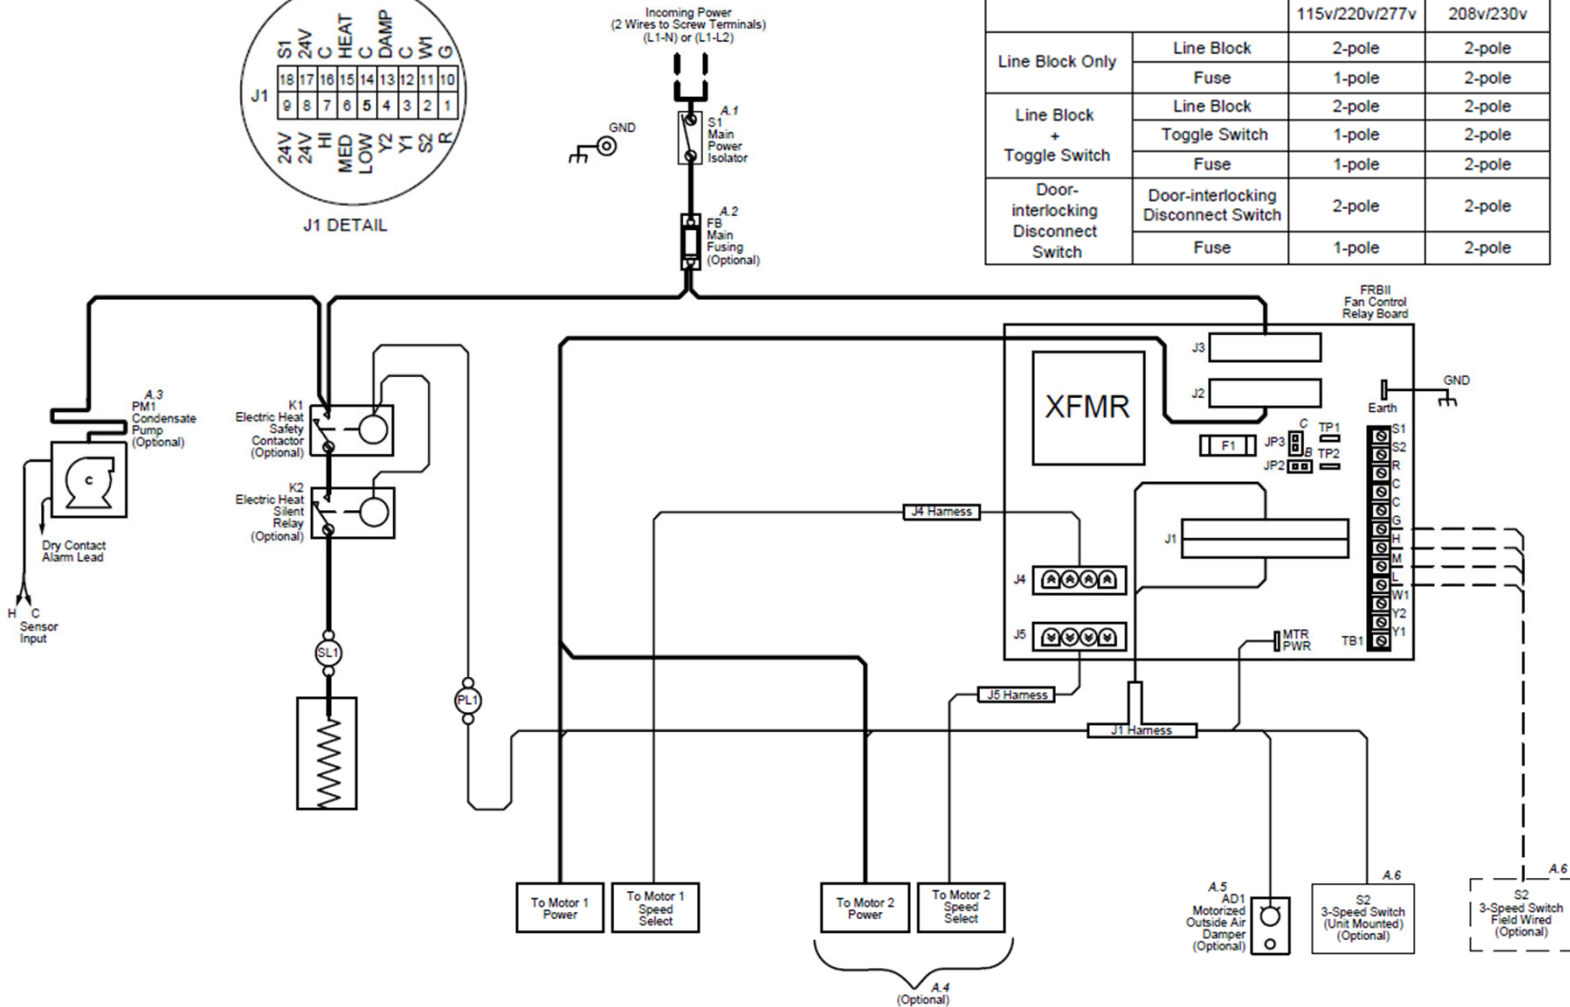 S1 24V C HEAT C DAMP C W1 G
J1
18 17 16 15 14 13 12 11 10
9 8 7 6 5 4 3 2 1
24V 24V HI MED LOW Y2 Y1 S2 R
J1 DETAIL
Incoming Power
(2 Wires to Screw Terminals)
(L1-N) or (L1-L2)
GND
A.1
S1
Main
Power
Isolator
A.2
FB
Main
Fusing
(Optional)
115v/220v/277v 208v/230v
Line Block Only
Line Block 2-pole 2-pole
Fuse 1-pole 2-pole
Line Block
+
Toggle Switch
Line Block 2-pole 2-pole
Toggle Switch 1-pole 2-pole
Fuse 1-pole 2-pole
Door-
interlocking
Disconnect
Switch
Door-interlocking
Disconnect Switch
2-pole 2-pole
Fuse 1-pole 2-pole
A.3
PM1
Condensate
Pump
(Optional)
C
Dry Contact
Alarm Lead
H C
Sensor
Input
K1
Electric Heat
Safety
Contactor
(Optional)
K2
Electric Heat
Silent
Relay
(Optional)
SL1
PL1
FRBII
Fan Control
Relay Board
XFMR
J3
J2
GND
Earth
F1
JP3
C
TP1
JP2
B
TP2
J1
J4 Harness
J4
J5
J5 Harness
S1
S2
R
C
C
G
H
M
L
W1
Y2
Y1
TB1
MTR
PWR
J1 Harness
To Motor 1
Power
To Motor 1
Speed
Select
To Motor 2
Power
To Motor 2
Speed
Select
A.4
(Optional)
A.5
AD1
Motorized
Outside Air
Damper
(Optional)
A.6
S2
3-Speed Switch
(Unit Mounted)
(Optional)
A.6
S2
3-Speed Switch
Field Wired
(Optional)